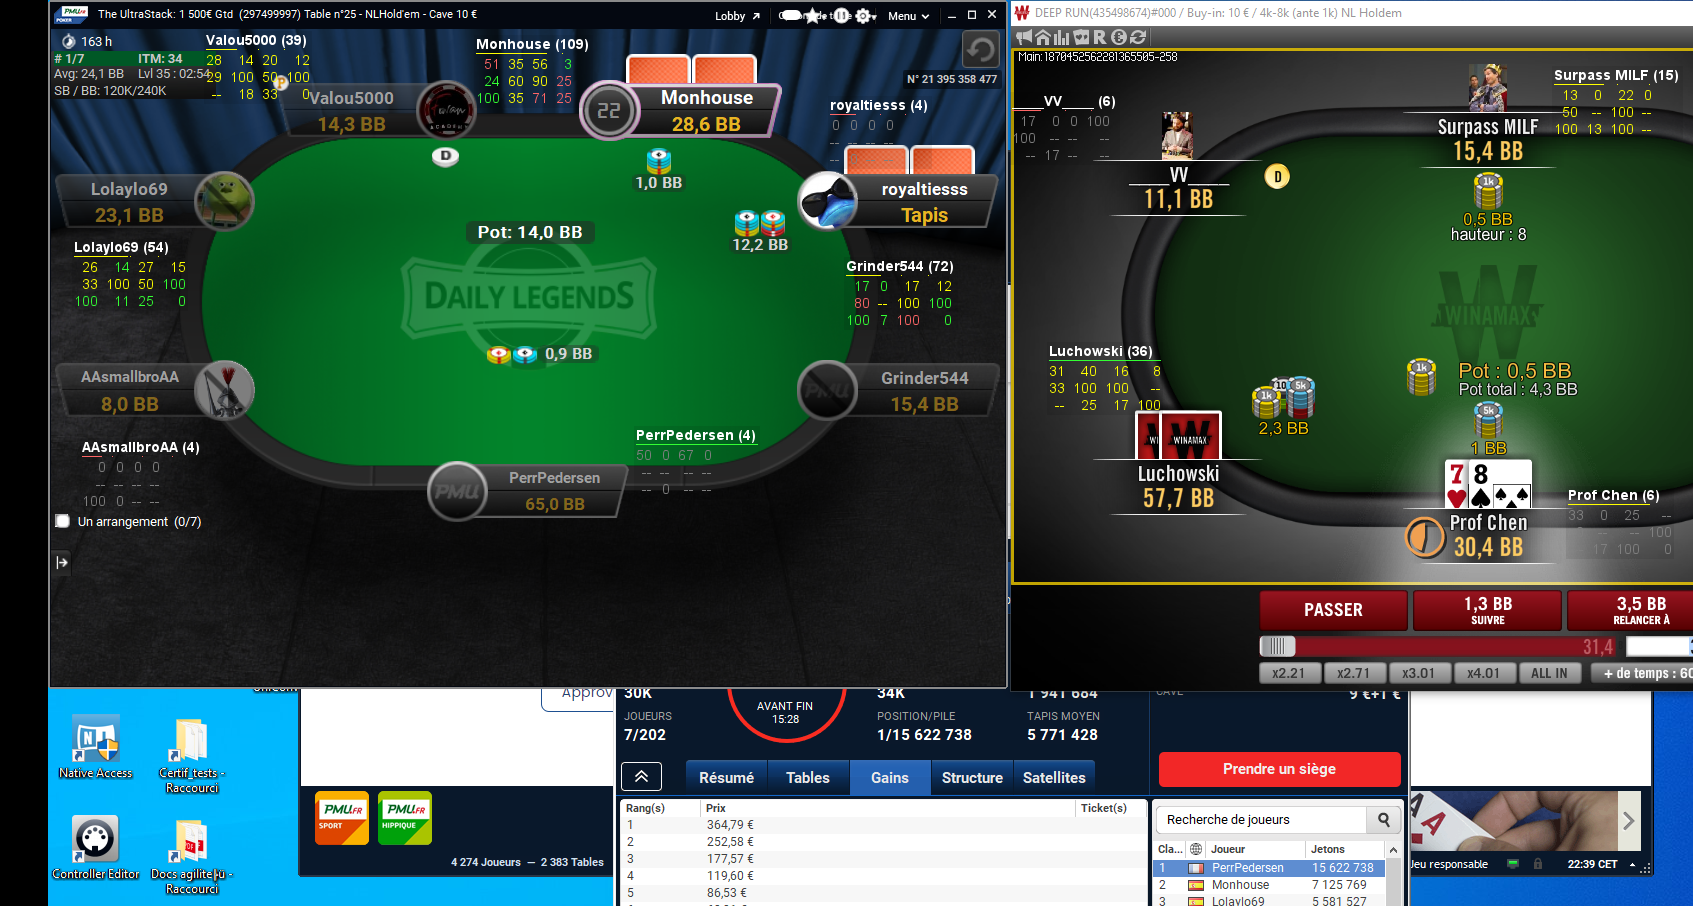 The UltraStack: 1 500€ Gtd (297499997) Table n°25 - NLHold'em - Cave 10 €
Lobby
Menu
163 h
# 1/7
ITM: 34
Avg: 24,1 BB
Lvl 35 : 02:54
SB / BB: 120K/240K
Valou5000 (39)
28 14 20 12
29 100 50 100
-- 18 33 0
Valou5000
14,3 BB
Monhouse (109)
51 35 56 3
24 60 90 25
100 35 71 25
22
Monhouse
28,6 BB
N° 21 395 358 477
royaltiesss (4)
0 0 0 0
royaltiesss
Tapis
D
1,0 BB
12,2 BB
Pot: 14,0 BB
DAILY LEGENDS
0,9 BB
Lolaylo69
23,1 BB
Lolaylo69 (54)
26 14 27 15
33 100 50 100
100 11 25 0
Grinder544 (72)
17 0 17 12
80 -- 100 100
100 7 100 0
PMU
Grinder544
15,4 BB
AAsmallbroAA
8,0 BB
AAsmallbroAA (4)
0 0 0 0
-- -- -- --
100 0 -- --
PerrPedersen (4)
50 0 67 0
-- -- -- --
-- 0 -- --
PMU
PerrPedersen
65,0 BB
Un arrangement (0/7)
DEEP RUN(435498674)#000 / Buy-in: 10 € / 4k-8k (ante 1k) NL Holdem
Main:1870452562281365505-258
__VV____ (6)
17 0 0 100
100 -- -- --
-- 17 -- --
____VV____
11,1 BB
D
Surpass MILF (15)
13 0 22 0
50 -- 100 --
100 13 100 --
Surpass MILF
15,4 BB
0,5 BB
hauteur : 8
WINAMAX
Luchowski (36)
31 40 16 8
33 100 100 --
-- 25 17 100
WINAMAX
Luchowski
57,7 BB
2,3 BB
Pot : 0,5 BB
Pot total : 4,3 BB
1 BB
7 8
Prof Chen
30,4 BB
Prof Chen (6)
33 0 25 --
-- -- -- 100
-- 17 100 0
PASSER
1,3 BB
SUIVRE
3,5 BB
RELANCER À
31,4
x2.21
x2.71
x3.01
x4.01
ALL IN
+ de temps : 60
Approv
30K
34K
1 941 684
CAVE
9 €+1 €
AVANT FIN
15:28
JOUEURS
7/202
POSITION/PILE
1/15 622 738
TAPIS MOYEN
5 771 428
Résumé
Tables
Gains
Structure
Satellites
Prendre un siège
Rang(s)
Prix
Ticket(s)
1 364,79 €
2 252,58 €
3 177,57 €
4 119,60 €
5 86,53 €
Recherche de joueurs
Cla...
Joueur
Jetons
1 PerrPedersen 15 622 738
2 Monhouse 7 125 769
3 Lolaylo69 5 581 527
Native Access
Certif_tests -
Raccourci
Controller Editor
Docs agilite
Raccourci
PMU.FR
SPORT
PMU.FR
HIPPIQUE
4 274 Joueurs — 2 383 Tables
A A
Jeu responsable
22:39 CET